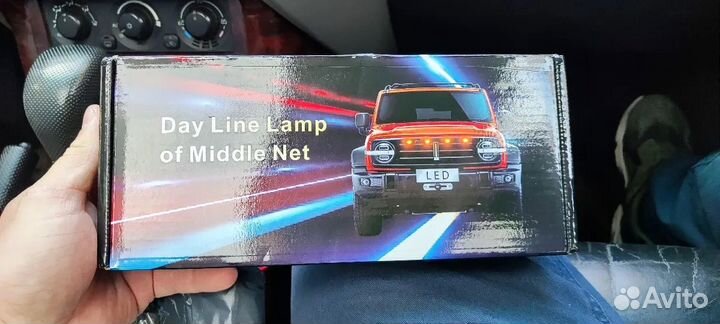 Day Line Lamp
of Middle Net
LED
Avito